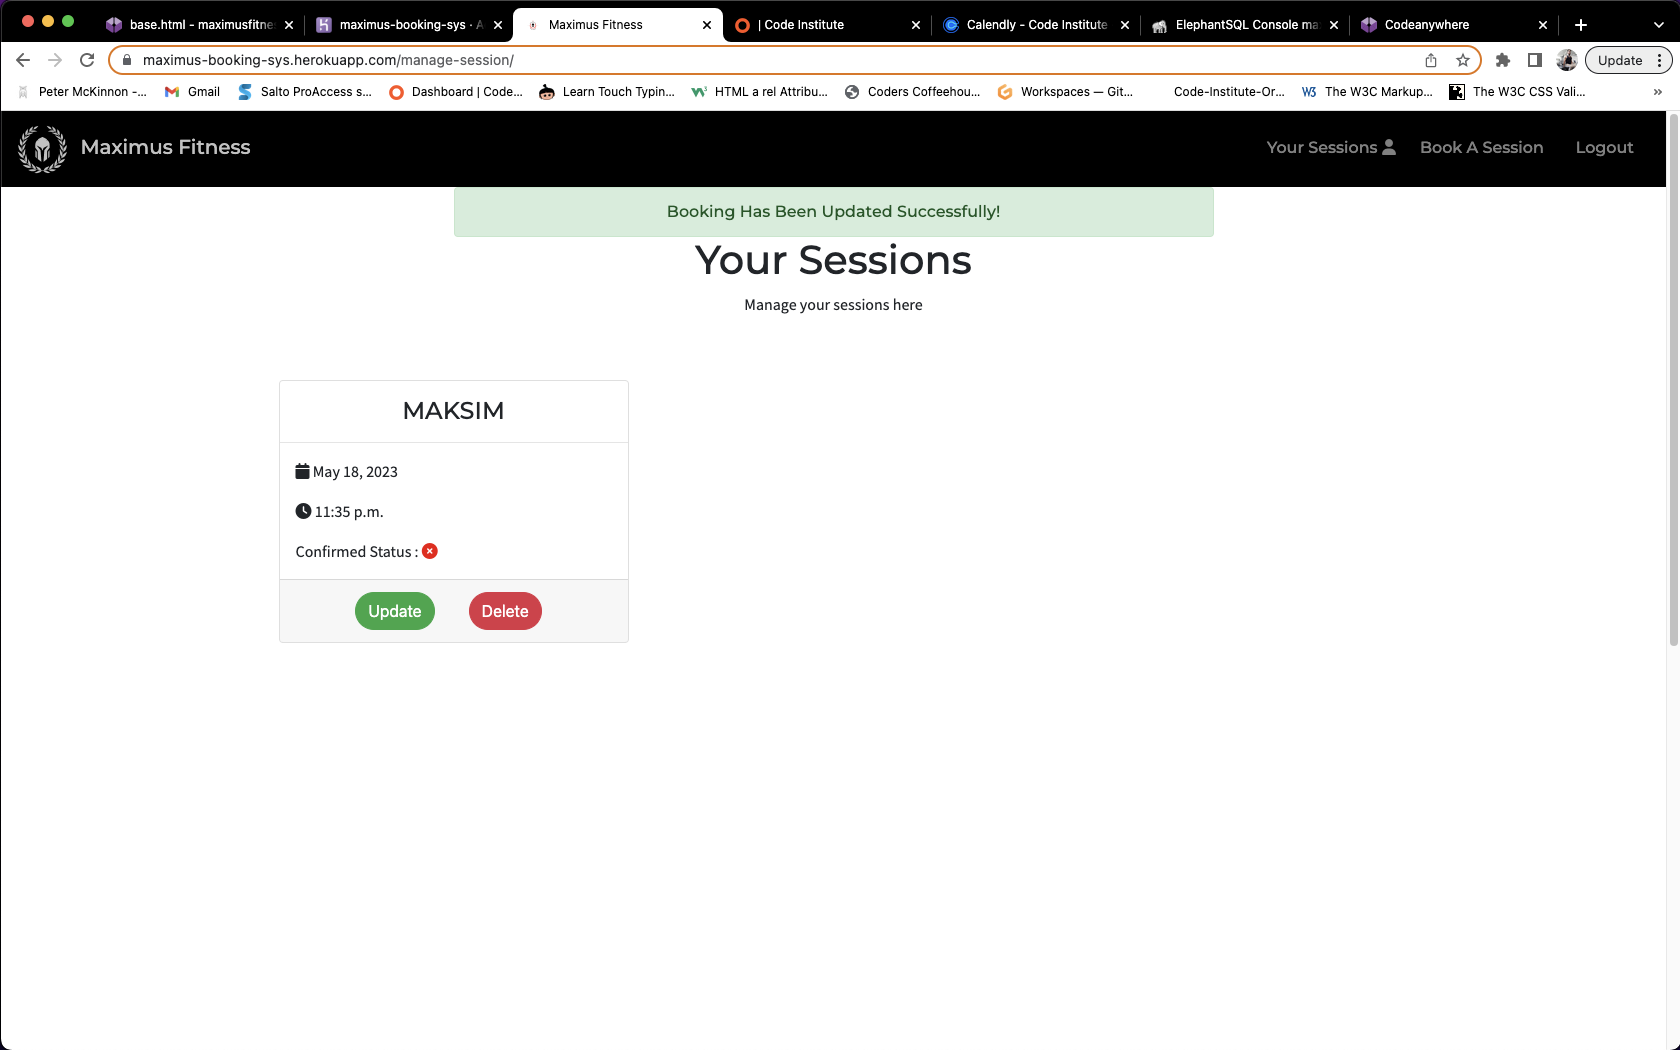 base.html - maximusfitne
maximus-booking-sys · A
Maximus Fitness
| Code Institute
Calendly - Code Institute
ElephantSQL Console ma
Codeanywhere
maximus-booking-sys.herokuapp.com/manage-session/
Update
Peter McKinnon -...
Gmail
Salto ProAccess s...
Dashboard | Code...
Learn Touch Typin...
HTML a rel Attribu...
Coders Coffeehou...
Workspaces — Git...
Code-Institute-Or...
The W3C Markup...
The W3C CSS Vali...
Maximus Fitness
Your Sessions
Book A Session
Logout
Booking Has Been Updated Successfully!
Your Sessions
Manage your sessions here
MAKSIM
May 18, 2023
11:35 p.m.
Confirmed Status :
Update
Delete